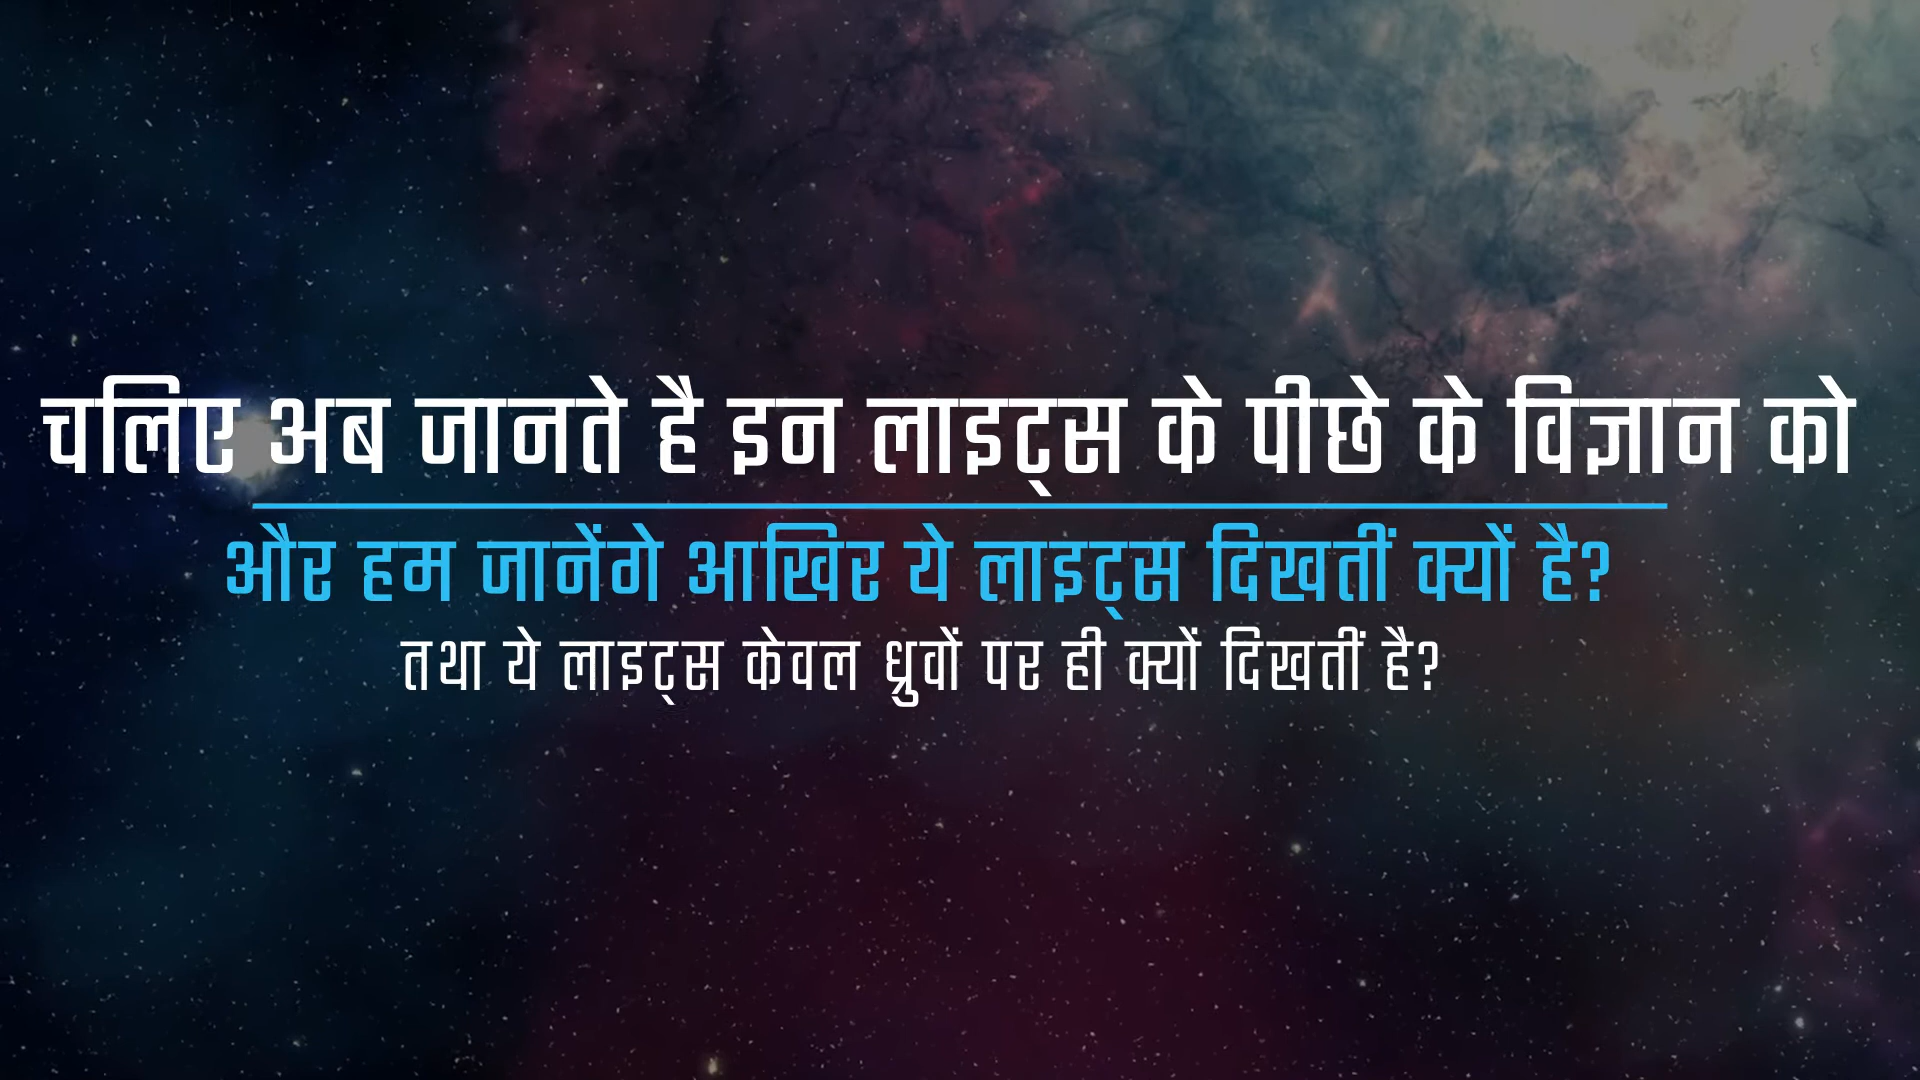 चलिए अब जानते है इन लाइट्स के पीछे के विज्ञान को
और हम जानेंगे आखिर ये लाइट्स दिखतीं क्यों है?
तथा ये लाइट्स केवल ध्रुवों पर ही क्यों दिखतीं है?